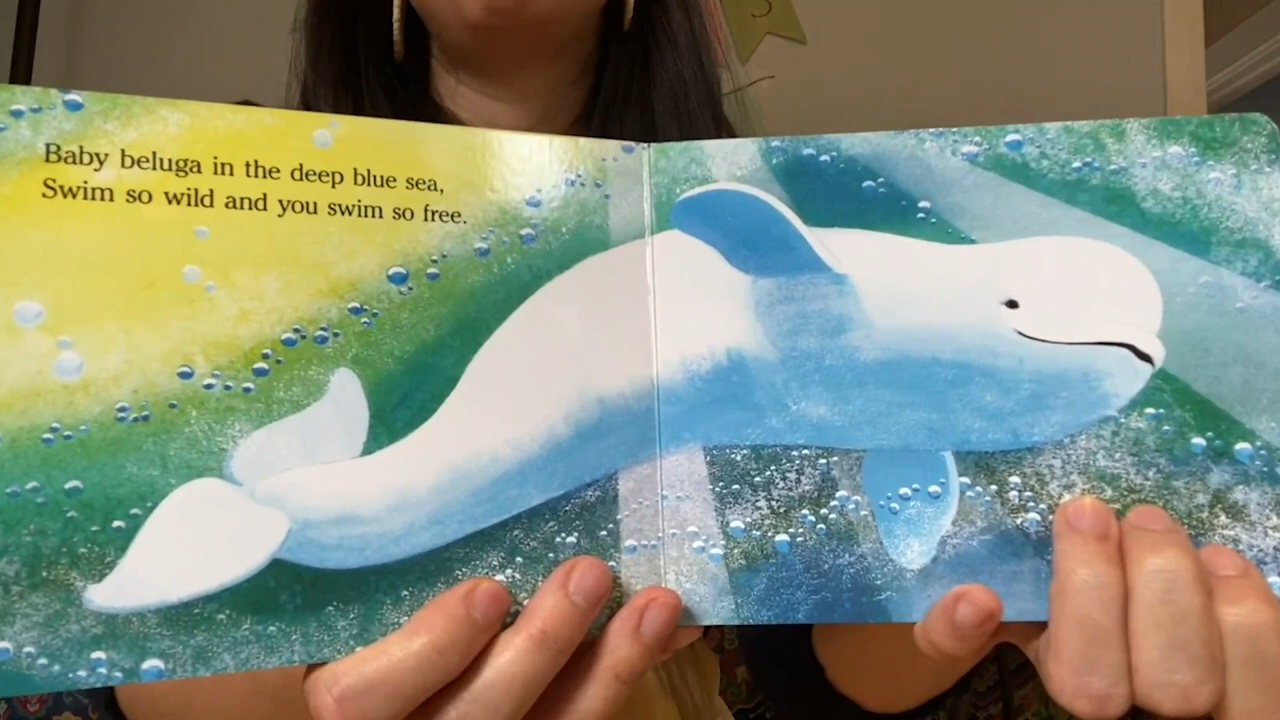 Baby beluga in the deep blue sea,
Swim so wild and you swim so free.